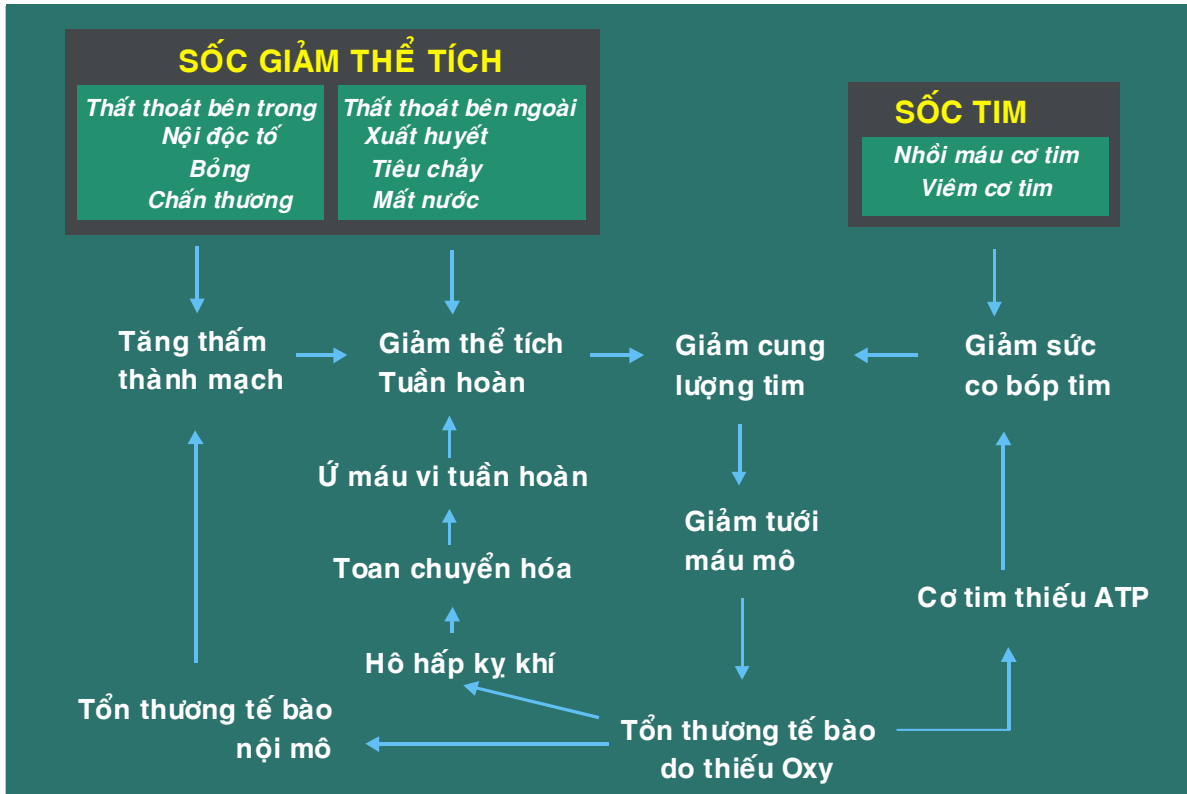 SỐC GIẢM THỂ TÍCH
Thất thoát bên trong
Nội độc tố
Bỏng
Chấn thương
Thất thoát bên ngoài
Xuất huyết
Tiêu chảy
Mất nước
SỐC TIM
Nhồi máu cơ tim
Viêm cơ tim
Tăng thấm
thành mạch
Giảm thể tích
Tuần hoàn
Giảm cung
lượng tim
Giảm sức
co bóp tim
Ứ máu vi tuần hoàn
Giảm tưới
máu mô
Toan chuyển hóa
Cơ tim thiếu ATP
Hô hấp kỵ khí
Tổn thương tế bào
nội mô
Tổn thương tế bào
do thiếu Oxy